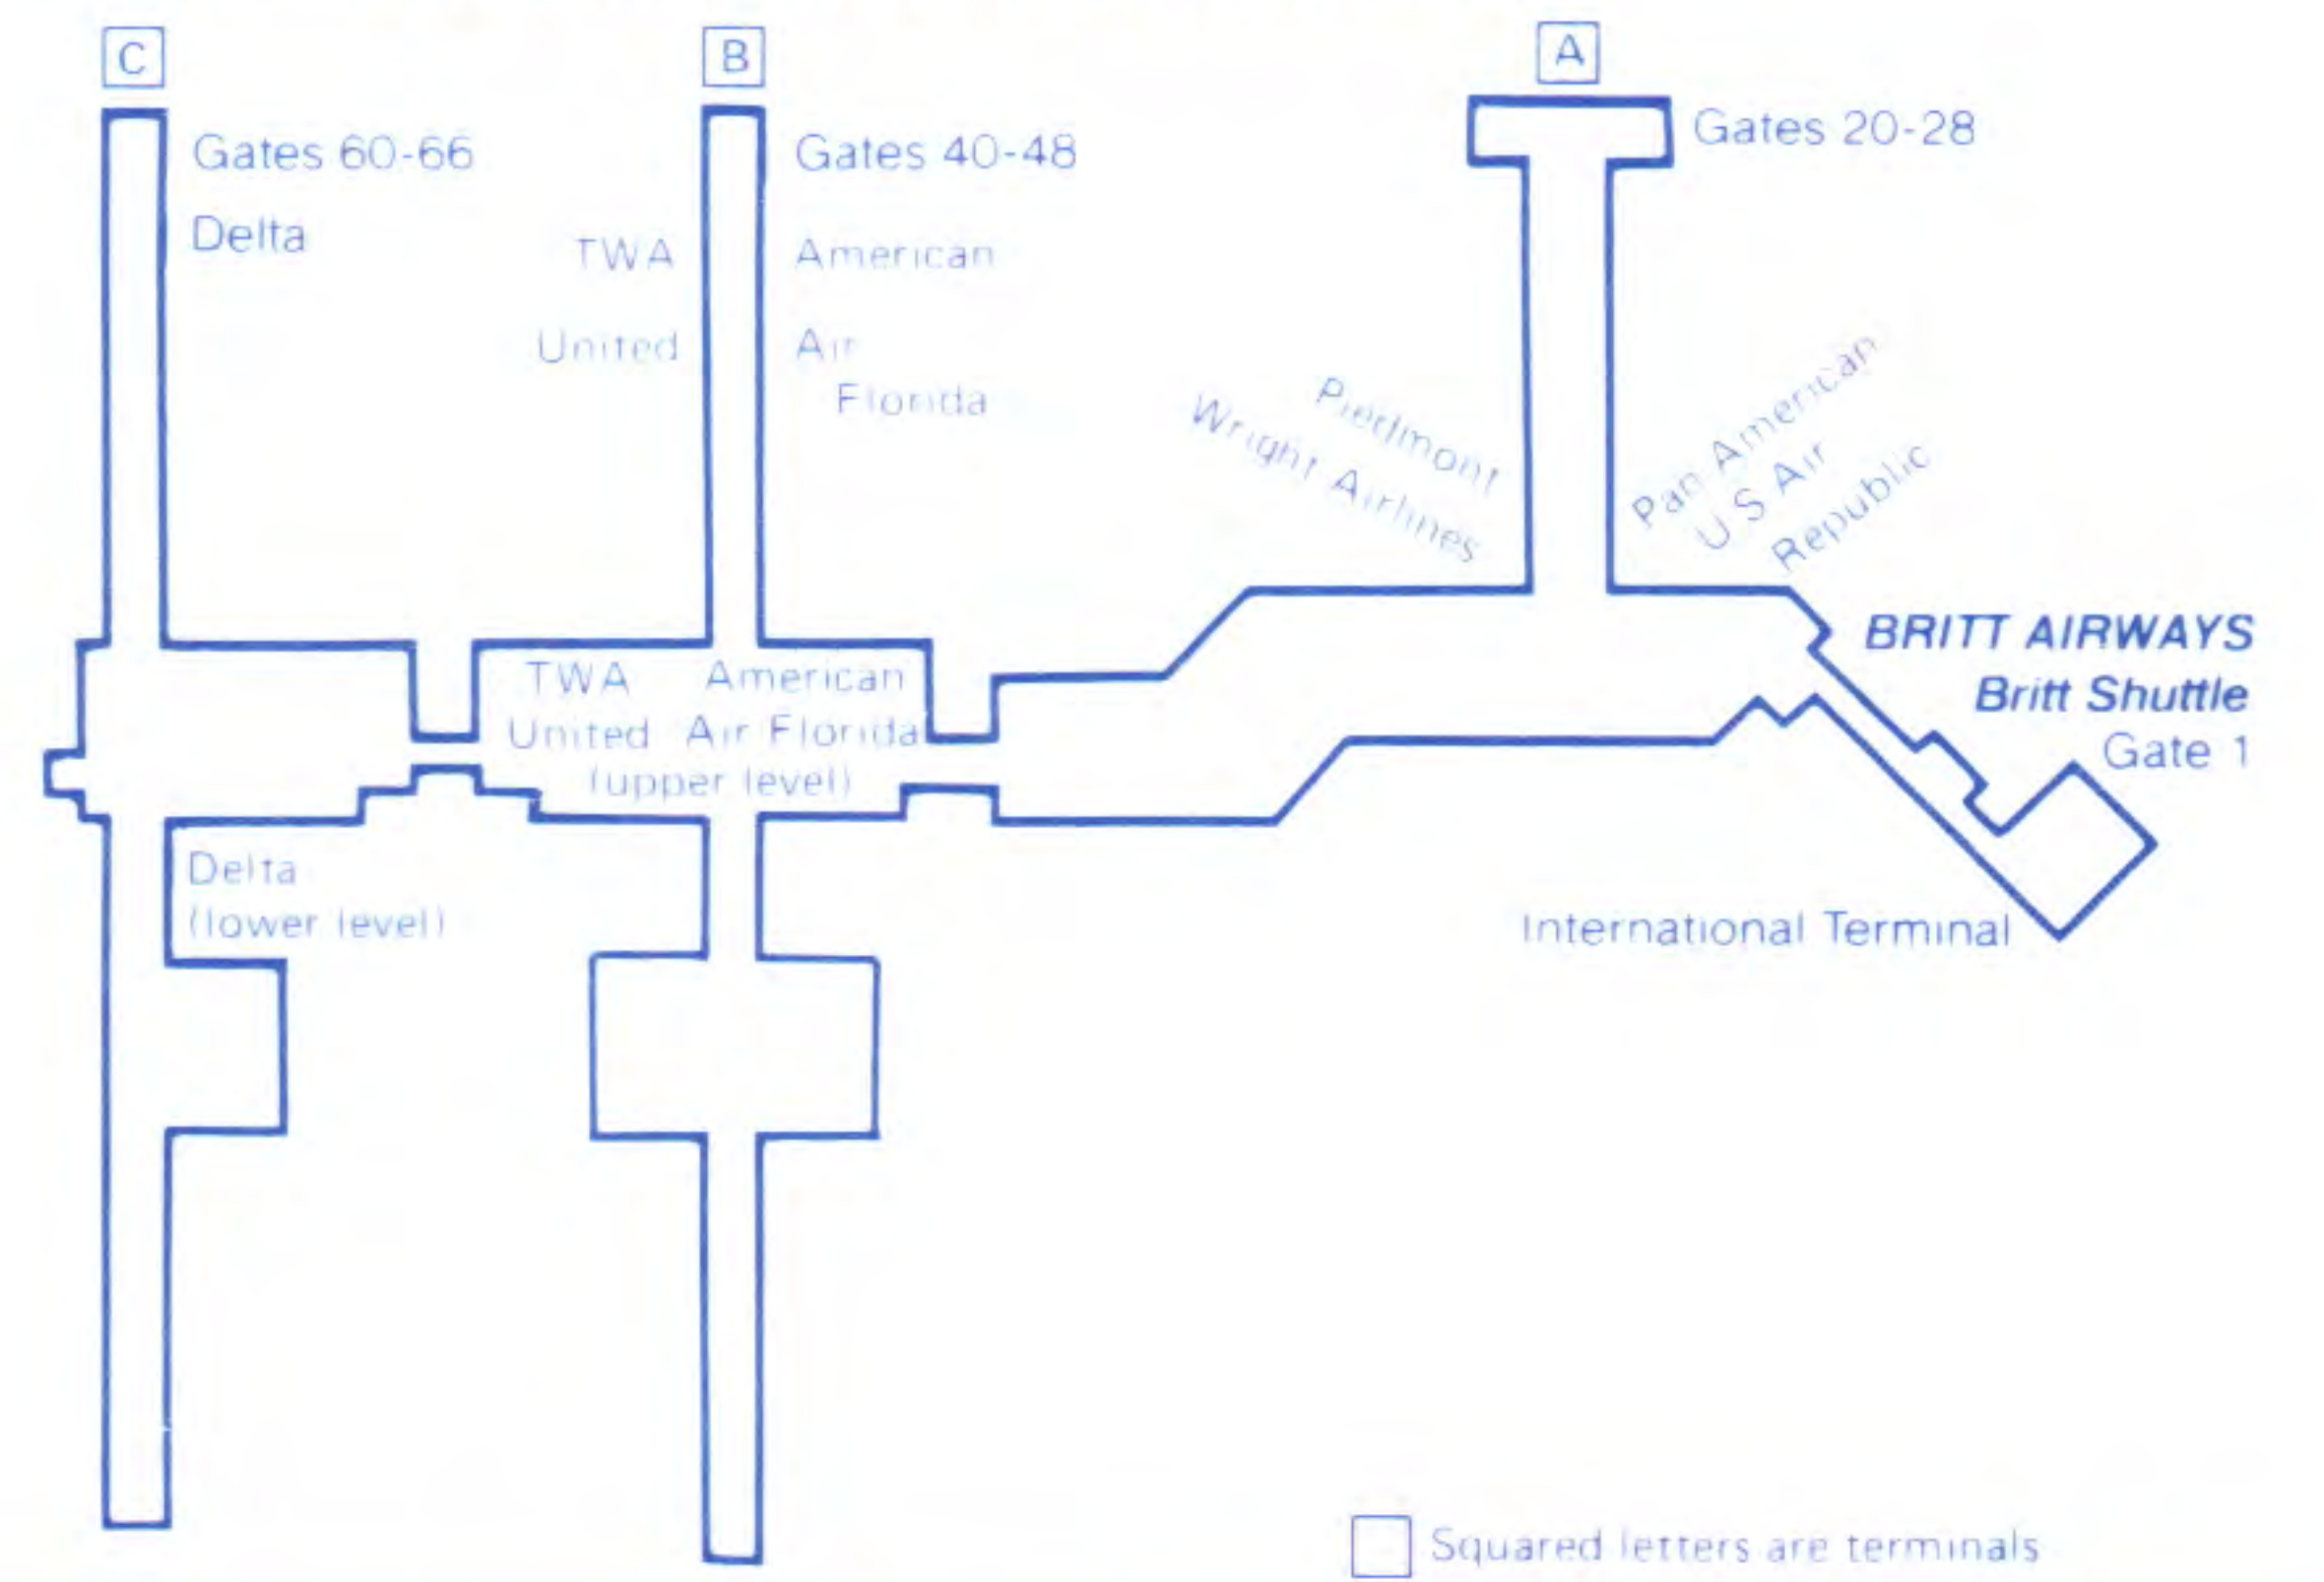 C
B
A
Gates 60-66
Gates 40-48
Gates 20-28
Delta
TWA
American
United
Air
Florida
Piedmont
Wright Airlines
Pan American
U S Air
Republic
BRITT AIRWAYS
Britt Shuttle
Gate 1
TWA American
United Air Florida
(upper level)
Delta
(lower level)
International Terminal
Squared letters are terminals